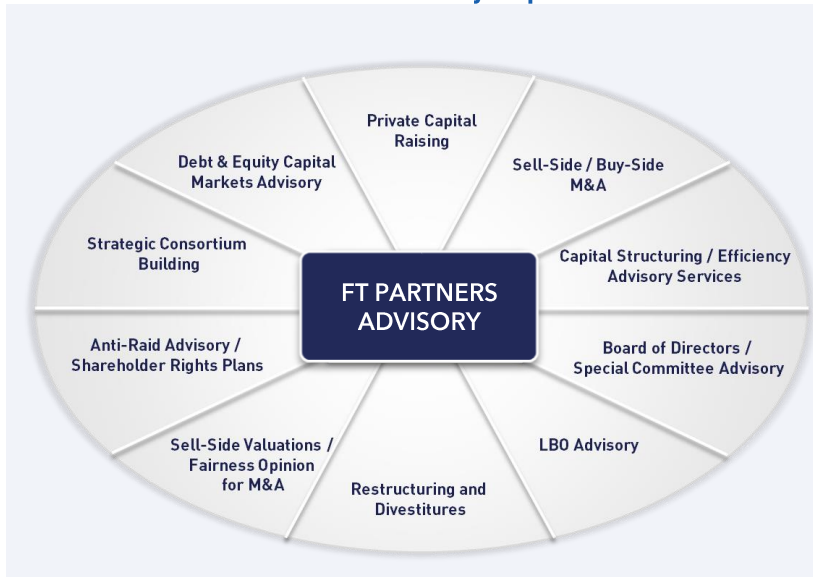 Private Capital
Raising
Sell-Side / Buy-Side
M&A
Debt & Equity Capital
Markets Advisory
Capital Structuring / Efficiency
Advisory Services
Strategic Consortium
Building
FT PARTNERS
ADVISORY
Board of Directors /
Special Committee Advisory
Anti-Raid Advisory /
Shareholder Rights Plans
LBO Advisory
Sell-Side Valuations /
Fairness Opinion
for M&A
Restructuring and
Divestitures